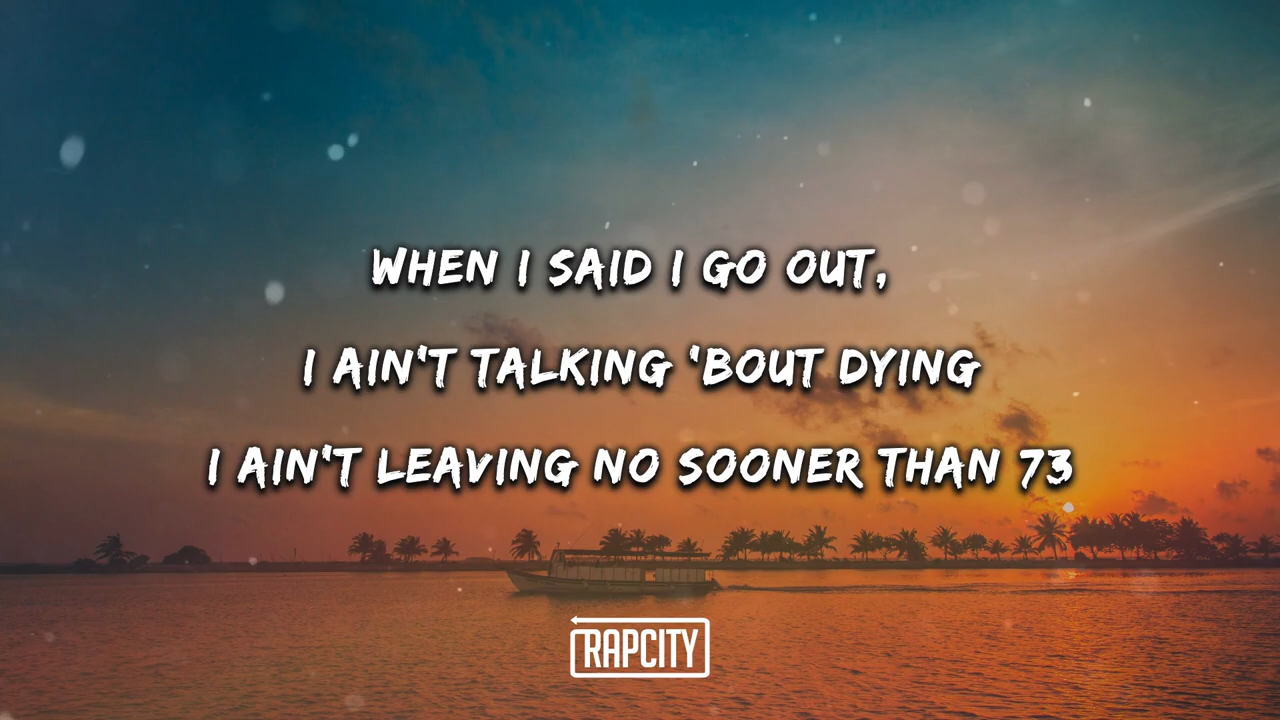 WHEN I SAID I GO OUT,
I AIN'T TALKING 'BOUT DYING
I AIN'T LEAVING NO SOONER THAN 73
RAPCITY